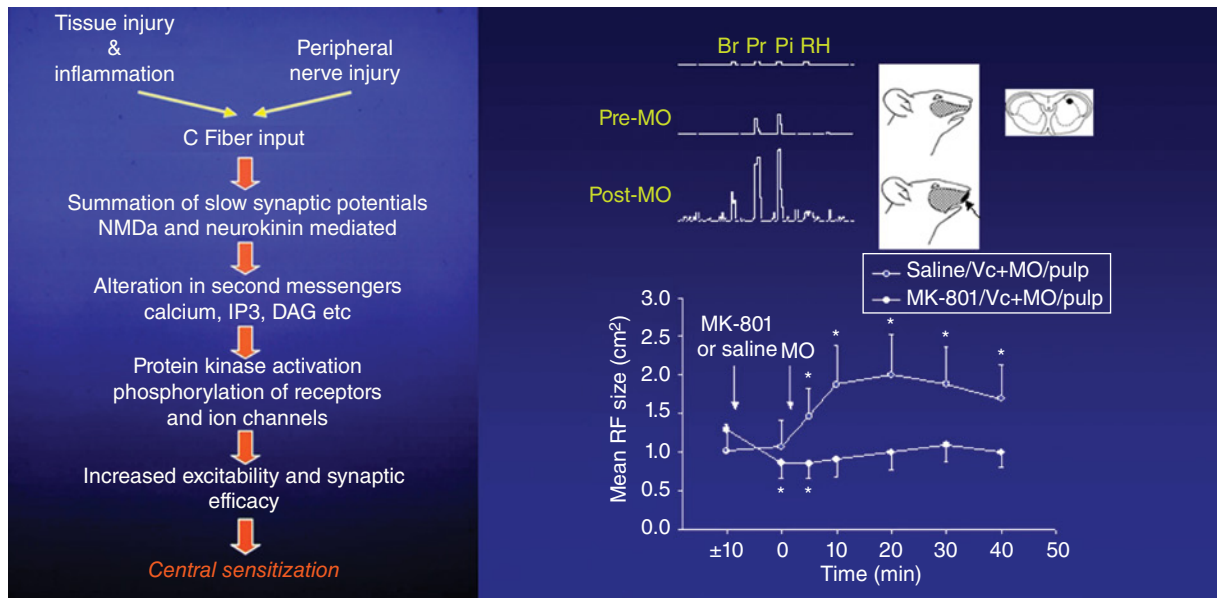 Tissue injury
&
inflammation
Peripheral
nerve injury
C Fiber input
Summation of slow synaptic potentials
NMDa and neurokinin mediated
Alteration in second messengers
calcium, IP3, DAG etc
Protein kinase activation
phosphorylation of receptors
and ion channels
Increased excitability and synaptic
efficacy
Central sensitization
Br Pr Pi RH
Pre-MO
Post-MO
Saline/Vc+MO/pulp
MK-801/Vc+MO/pulp
Mean RF size (cm²)
3.0
2.5
2.0
1.5
1.0
0.5
0.0
MK-801
or saline MO
* * * * *
* *
±10 0 10 20 30 40 50
Time (min)